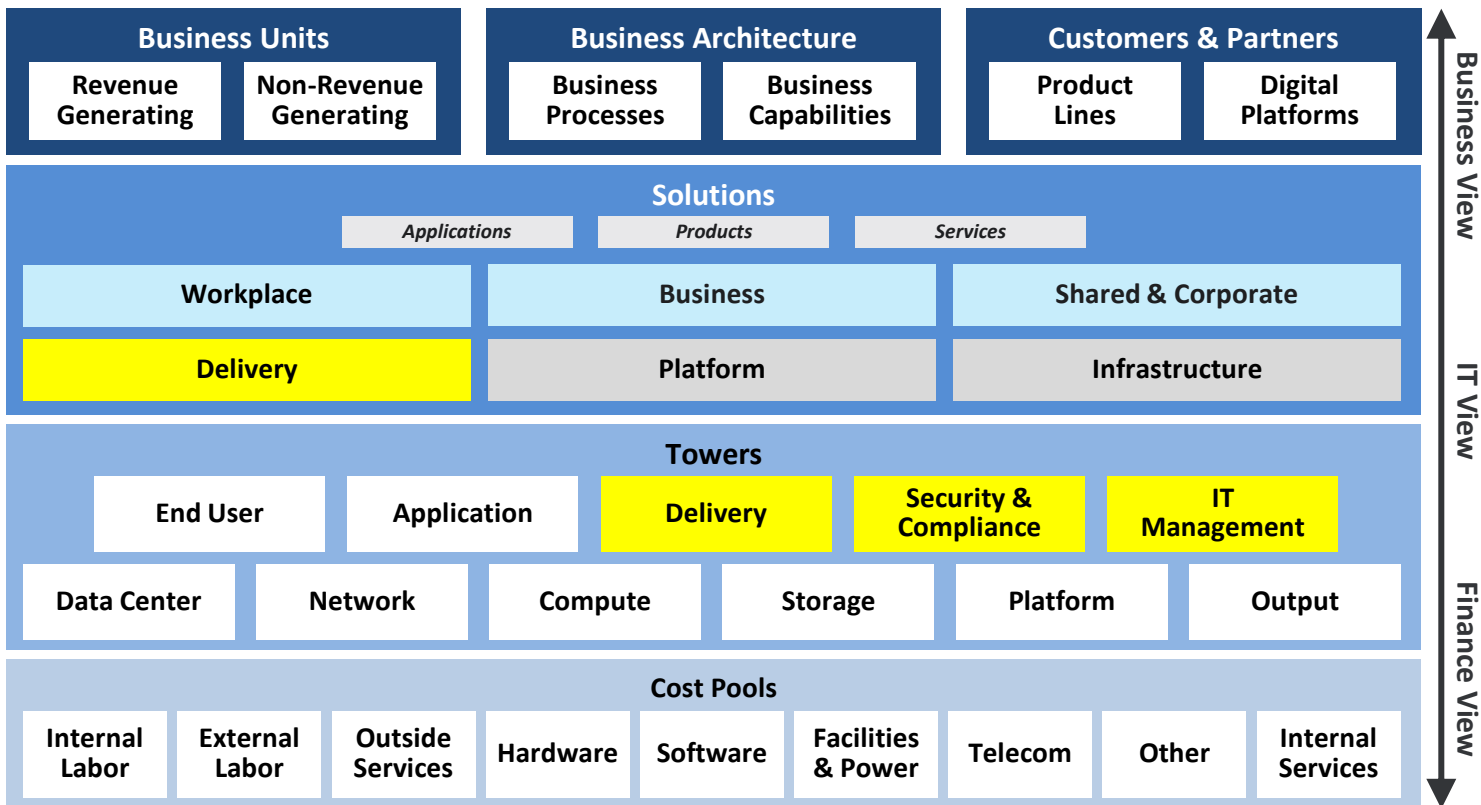 Business Units
Business Architecture
Customers & Partners
Revenue
Generating
Non-Revenue
Generating
Business
Processes
Business
Capabilities
Product
Lines
Digital
Platforms
Solutions
Applications
Products
Services
Workplace
Business
Shared & Corporate
Delivery
Platform
Infrastructure
Towers
End User
Application
Delivery
Security &
Compliance
IT
Management
Data Center
Network
Compute
Storage
Platform
Output
Cost Pools
Internal
Labor
External
Labor
Outside
Services
Hardware
Software
Facilities
& Power
Telecom
Other
Internal
Services
Business View
IT View
Finance View